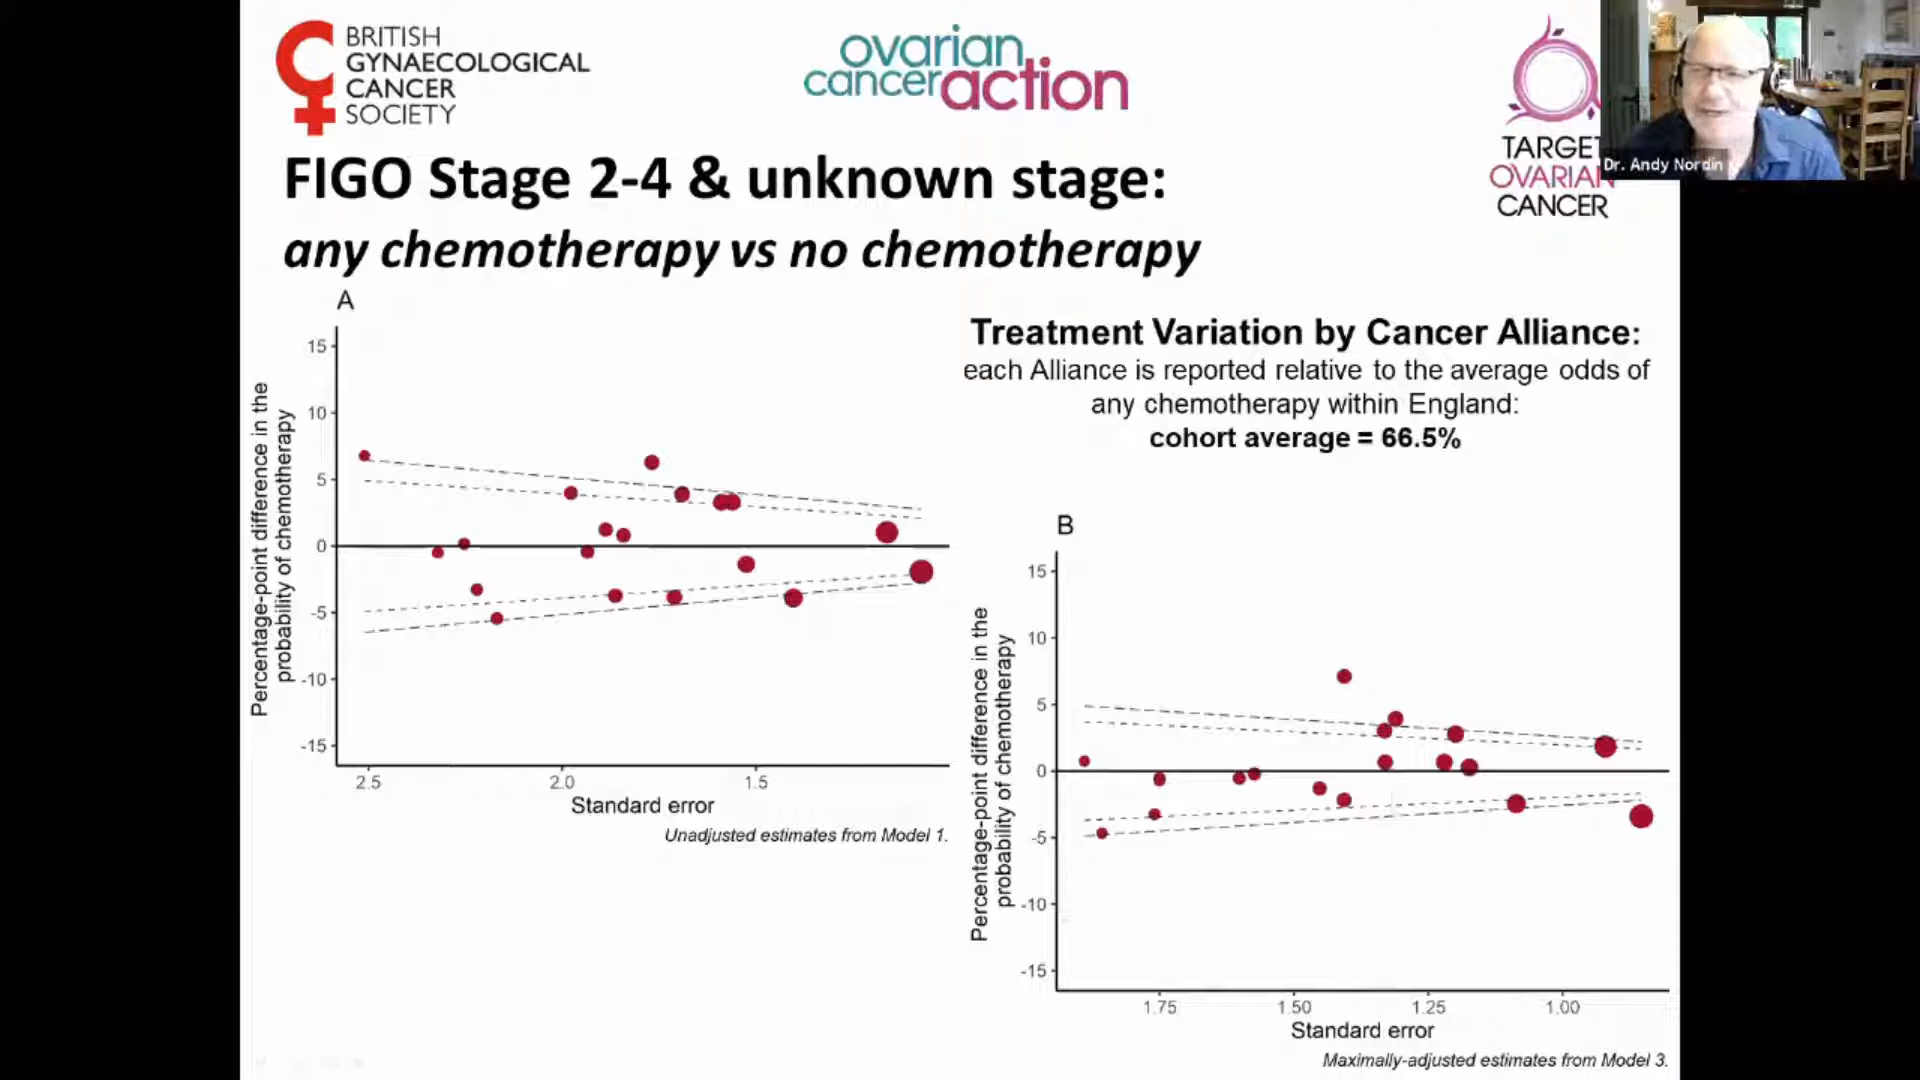 BRITISH
GYNAECOLOGICAL
CANCER
SOCIETY
ovarian
canceraction
TARGET
OVARIAN
CANCER
Dr. Andy Nordin
FIGO Stage 2-4 & unknown stage:
any chemotherapy vs no chemotherapy
A
Percentage-point difference in the
probability of chemotherapy
15
10
5
0
-5
-10
-15
2.5
2.0
1.5
Standard error
Unadjusted estimates from Model 1.
Treatment Variation by Cancer Alliance:
each Alliance is reported relative to the average odds of
any chemotherapy within England:
cohort average = 66.5%
B
Percentage-point difference in the
probability of chemotherapy
15
10
5
0
-5
-10
-15
1.75
1.50
1.25
1.00
Standard error
Maximally-adjusted estimates from Model 3.